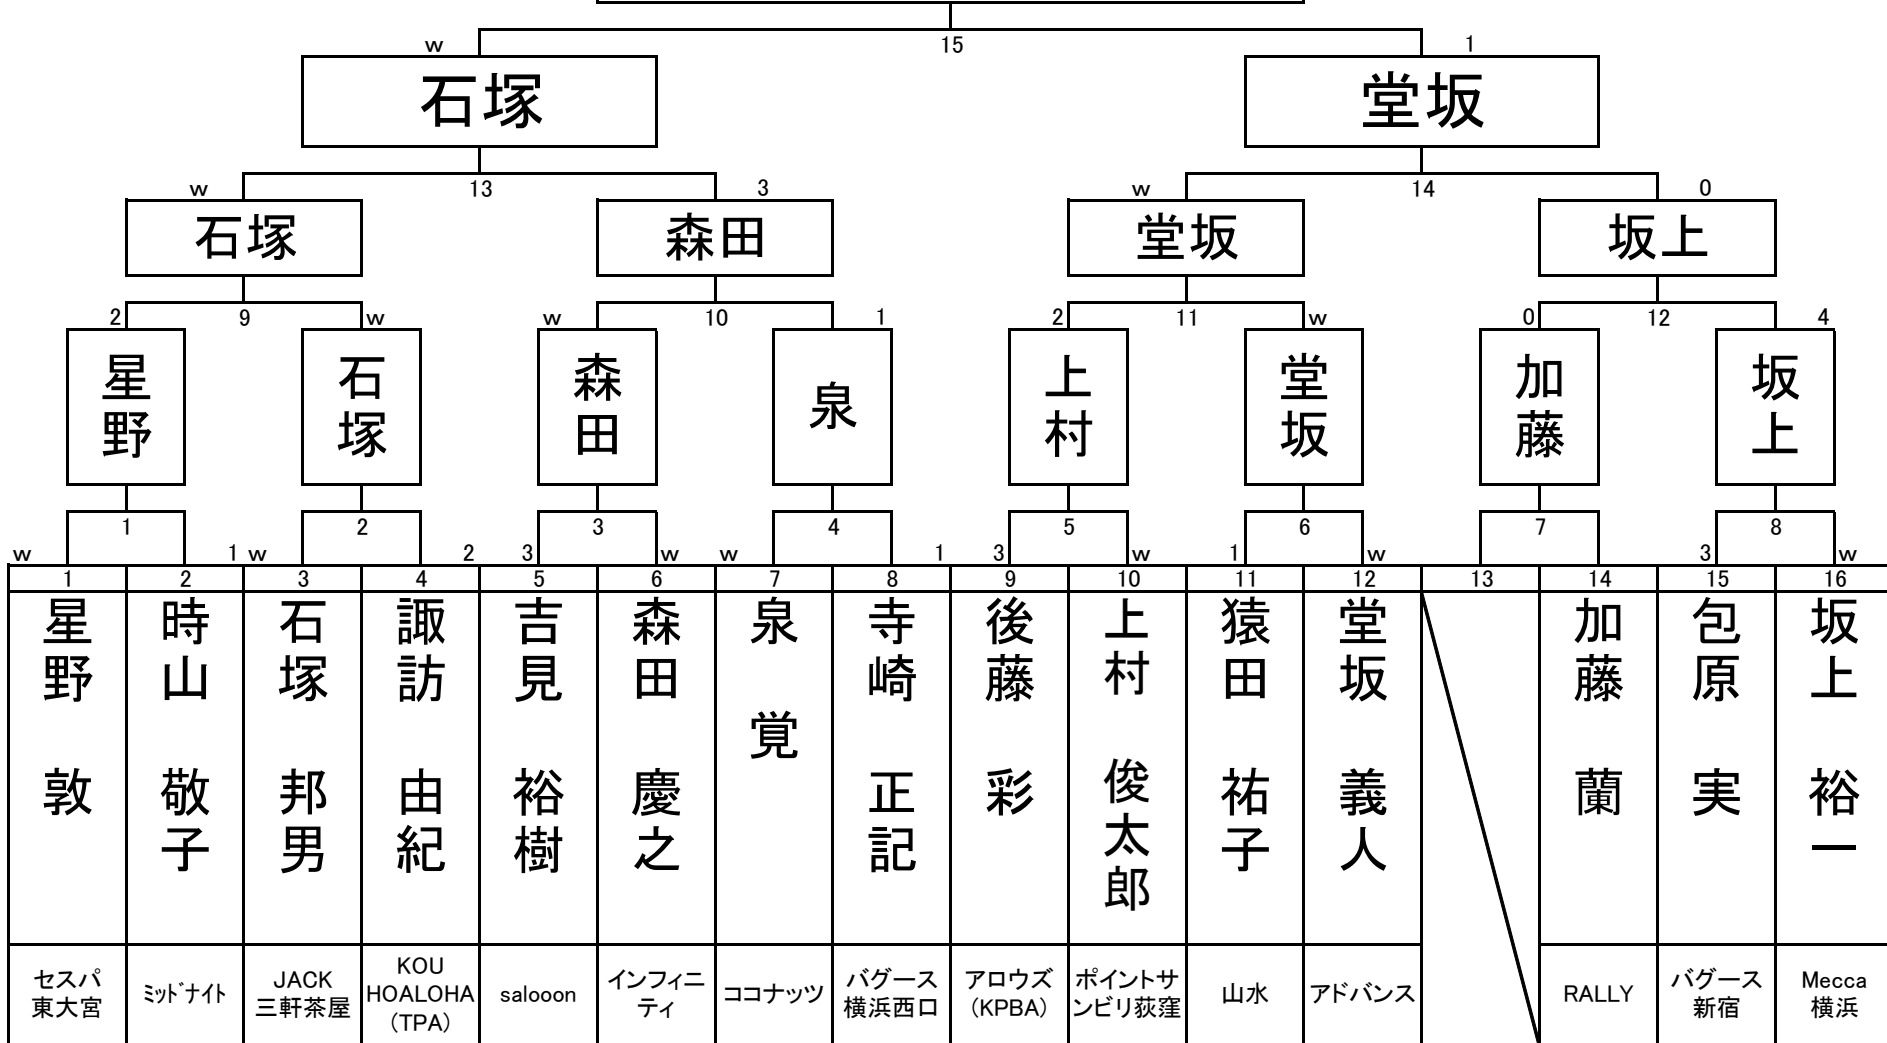 w 15 1
石塚 堂坂
w 13 3 w 14 0
石塚 森田 堂坂 坂上
2 9 w w 10 1 2 11 w 0 12 4
星野 石塚 森田 泉 上村 堂坂 加藤 坂上
1 2 3 4 5 6 7 8
w 1 w 2 3 w w 1 3 w 1 w 3 w
1 2 3 4 5 6 7 8 9 10 11 12 13 14 15 16
星野 敦
時山 敬子
石塚 邦男
諏訪 由紀
吉見 裕樹
森田 慶之
泉 覚
寺崎 正記
後藤 彩
上村 俊太郎
猿田 祐子
堂坂 義人
加藤 蘭
包原 実
坂上 裕一
セスパ
東大宮
ﾐｯﾄﾞﾅｲﾄ
JACK
三軒茶屋
KOU
HOALOHA
(TPA)
salooon
インフィニ
ティ
ココナッツ
バグース
横浜西口
アロウズ
(KPBA)
ポイントサ
ンビリ荻窪
山水
アドバンス
RALLY
バグース
新宿
Mecca
横浜